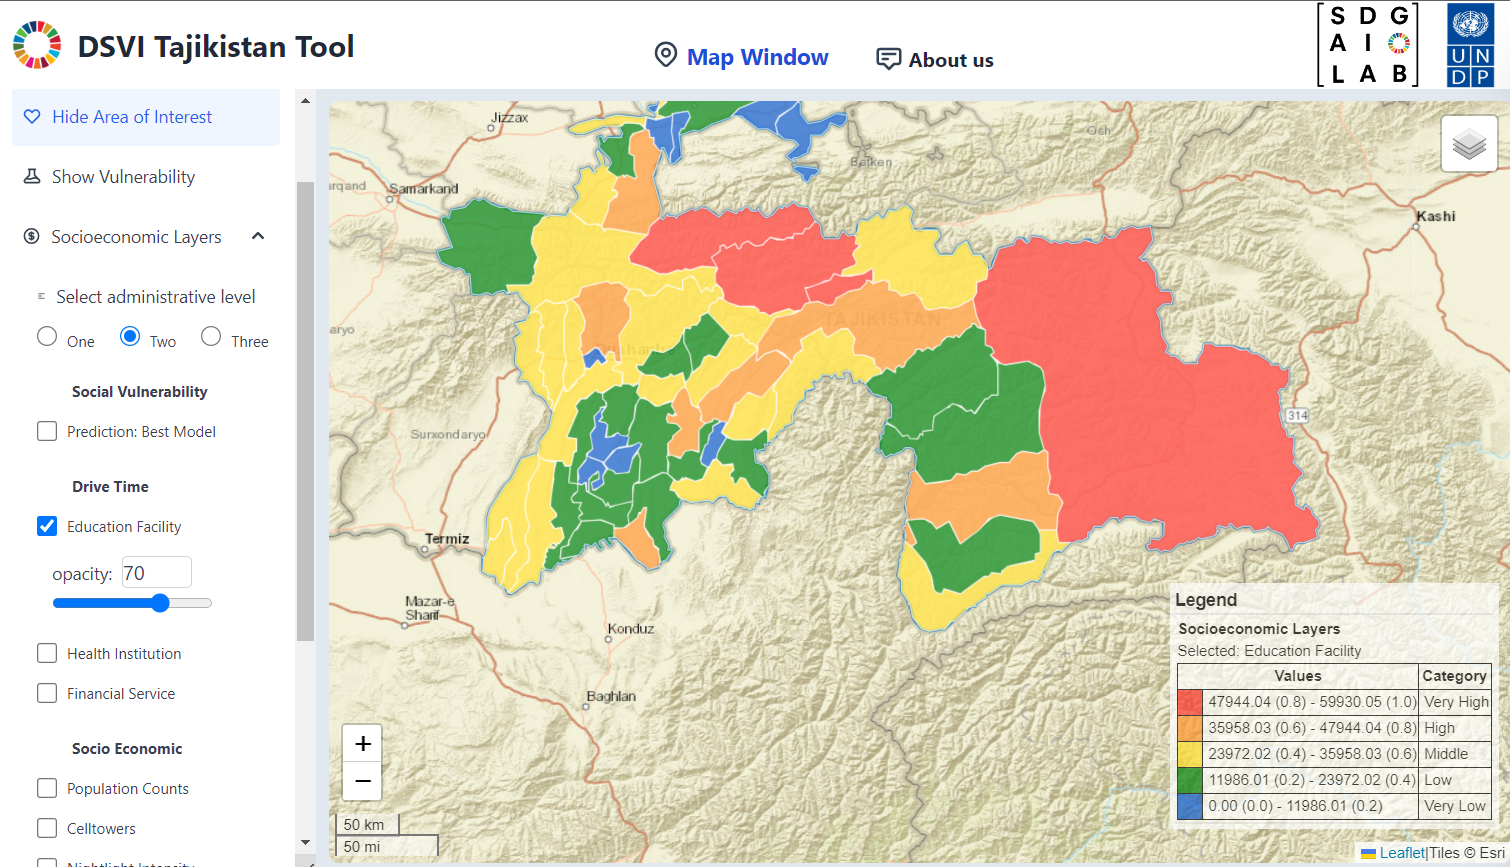 DSVI Tajikistan Tool
Map Window
About us
S D G
A I
L A B
U N
D P
Hide Area of Interest
Show Vulnerability
Socioeconomic Layers
Select administrative level
One
Two
Three
Social Vulnerability
Prediction: Best Model
Drive Time
Education Facility
opacity: 70
Health Institution
Financial Service
Socio Economic
Population Counts
Celltowers
Nightlight Intensity
Jizzax
Osh
Batken
rqand
Samarkand
Kashi
aryo
TAJIKISTAN
Dushanbe
314
Surxondaryo
Termiz
Mazar-e
Sharif
Konduz
Baghlan
+
−
50 km
50 mi
Legend
Socioeconomic Layers
Selected: Education Facility
Values Category
47944.04 (0.8) - 59930.05 (1.0) Very High
35958.03 (0.6) - 47944.04 (0.8) High
23972.02 (0.4) - 35958.03 (0.6) Middle
11986.01 (0.2) - 23972.02 (0.4) Low
0.00 (0.0) - 11986.01 (0.2) Very Low
Leaflet|Tiles © Esri